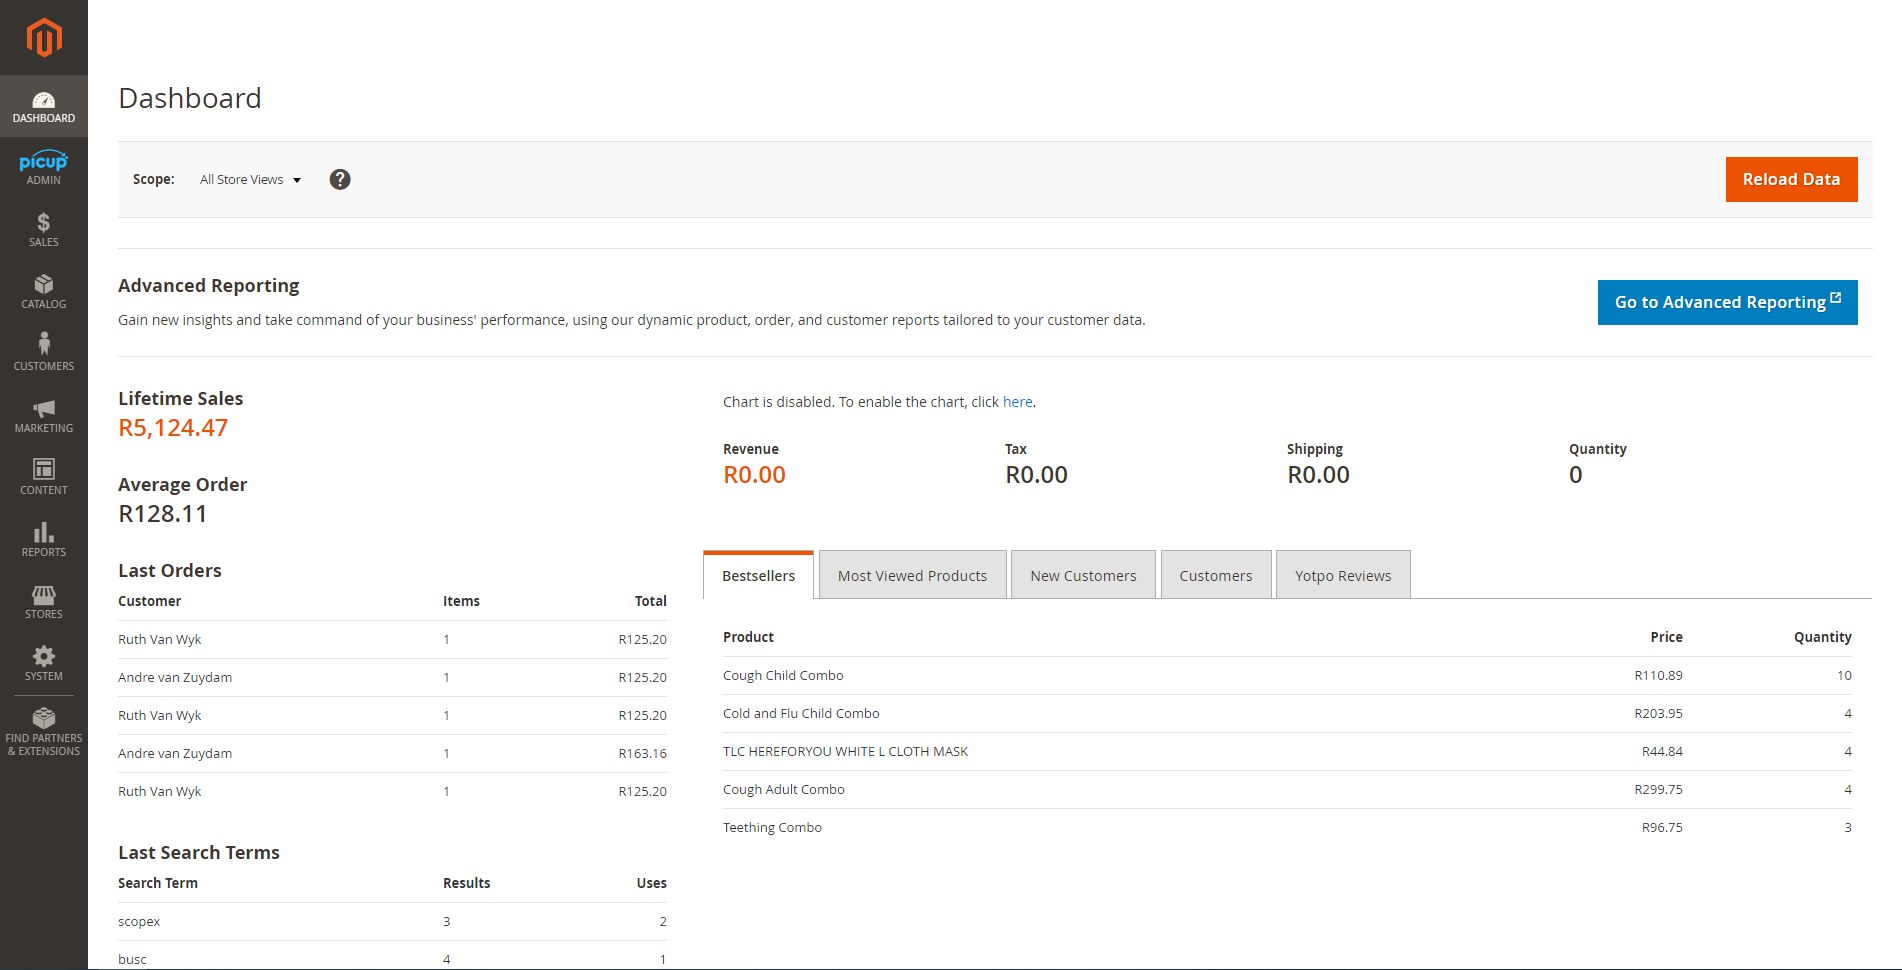 DASHBOARD
picup
ADMIN
SALES
CATALOG
CUSTOMERS
MARKETING
CONTENT
REPORTS
STORES
SYSTEM
FIND PARTNERS
& EXTENSIONS
Dashboard
Scope: All Store Views ?
Reload Data
Advanced Reporting
Gain new insights and take command of your business' performance, using our dynamic product, order, and customer reports tailored to your customer data.
Go to Advanced Reporting
Lifetime Sales
R5,124.47
Average Order
R128.11
Last Orders
Customer Items Total
Ruth Van Wyk 1 R125.20
Andre van Zuydam 1 R125.20
Ruth Van Wyk 1 R125.20
Andre van Zuydam 1 R163.16
Ruth Van Wyk 1 R125.20
Last Search Terms
Search Term Results Uses
scopex 3 2
busc 4 1
Chart is disabled. To enable the chart, click here.
Revenue Tax Shipping Quantity
R0.00 R0.00 R0.00 0
Bestsellers Most Viewed Products New Customers Customers Yotpo Reviews
Product Price Quantity
Cough Child Combo R110.89 10
Cold and Flu Child Combo R203.95 4
TLC HEREFORYOU WHITE L CLOTH MASK R44.84 4
Cough Adult Combo R299.75 4
Teething Combo R96.75 3